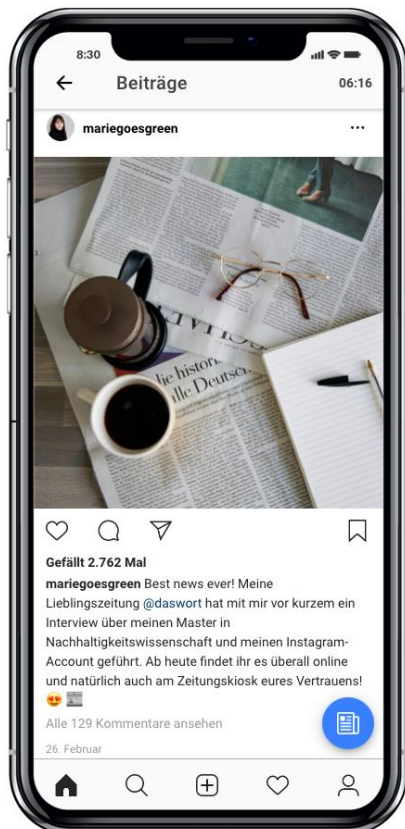 8:30
Beiträge 06:16
mariegoesgreen
die histor
lle Deutsch
Gefällt 2.762 Mal
mariegoesgreen Best news ever! Meine
Lieblingszeitung @daswort hat mit mir vor kurzem ein
Interview über meinen Master in
Nachhaltigkeitswissenschaft und meinen Instagram-
Account geführt. Ab heute findet ihr es überall online
und natürlich auch am Zeitungskiosk eures Vertrauens!
😍 📰
Alle 129 Kommentare ansehen
26. Februar